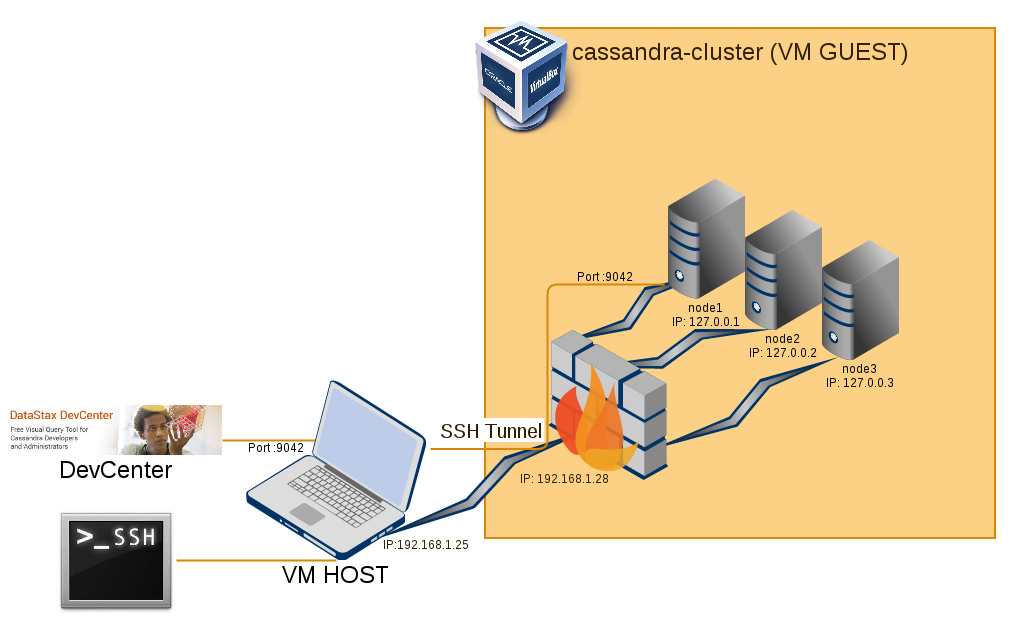 cassandra-cluster (VM GUEST)
ORACLE
VirtualBox
Port :9042
node1
IP: 127.0.0.1
node2
IP: 127.0.0.2
node3
IP: 127.0.0.3
SSH Tunnel
IP: 192.168.1.28
DataStax DevCenter
Free Visual Query Tool for
Cassandra Developers
and Administrators
DevCenter
Port :9042
IP:192.168.1.25
VM HOST
>_SSH